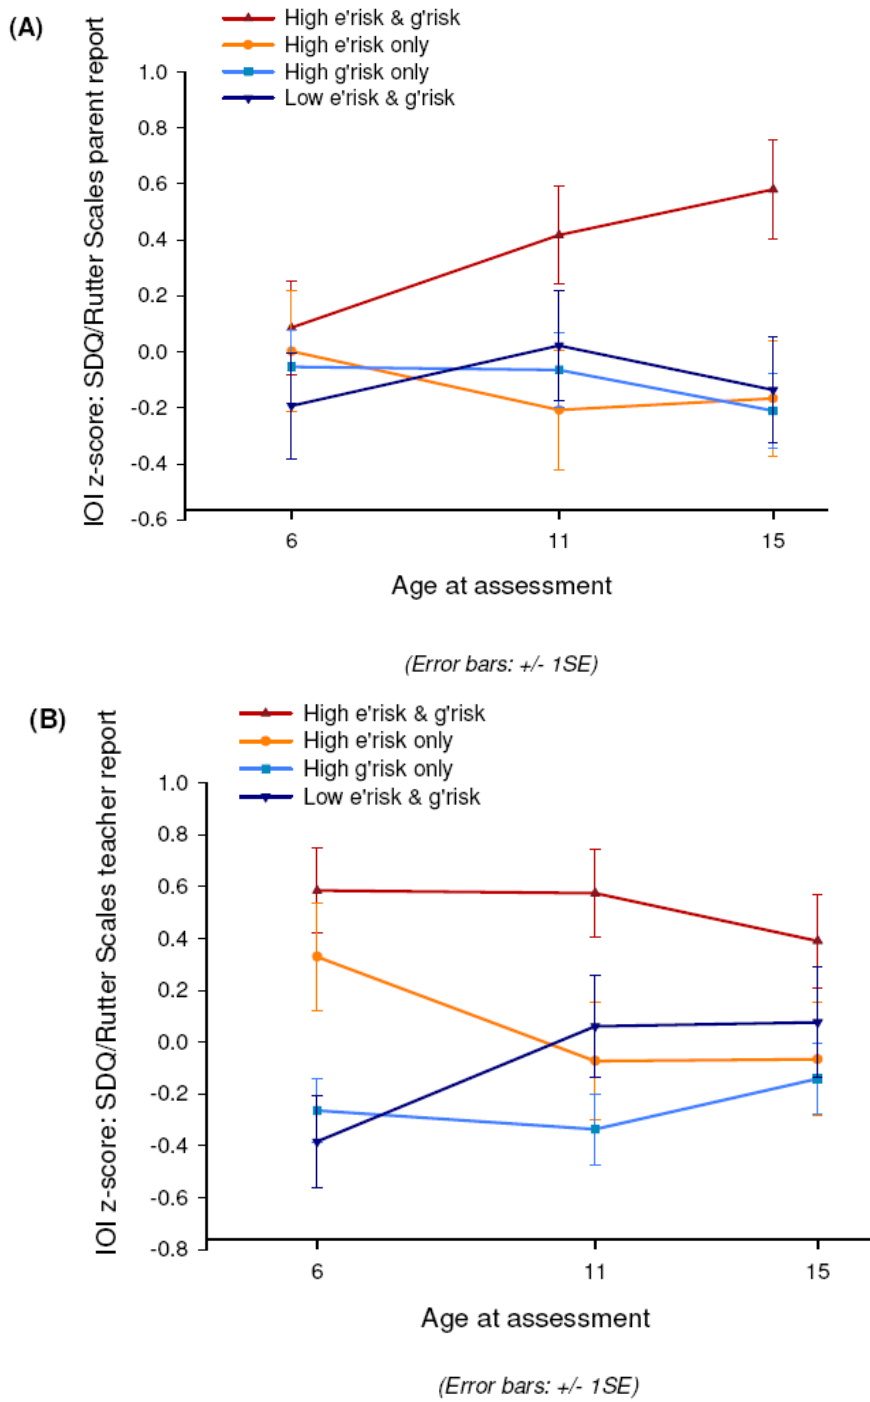 (A)
High e'risk & g'risk
High e'risk only
High g'risk only
Low e'risk & g'risk
IOI z-score: SDQ/Rutter Scales parent report
1.0
0.8
0.6
0.4
0.2
0.0
-0.2
-0.4
-0.6
6 11 15
Age at assessment
(Error bars: +/- 1SE)
(B)
High e'risk & g'risk
High e'risk only
High g'risk only
Low e'risk & g'risk
IOI z-score: SDQ/Rutter Scales teacher report
1.0
0.8
0.6
0.4
0.2
0.0
-0.2
-0.4
-0.6
-0.8
6 11 15
Age at assessment
(Error bars: +/- 1SE)